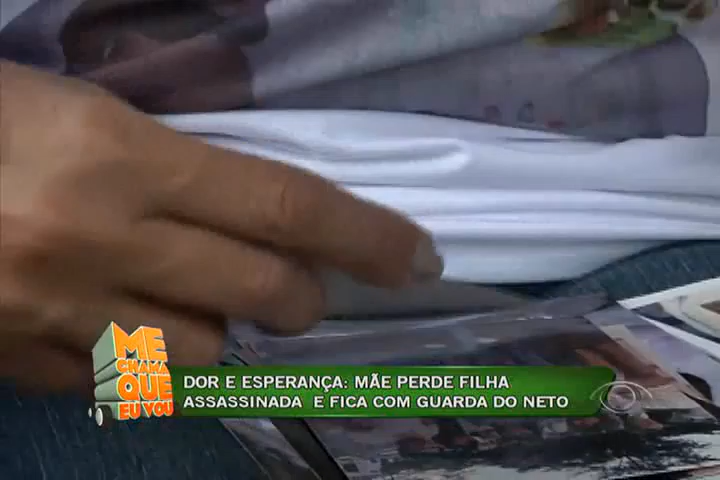 ME
CHAMA
QUE
EU VOU
DOR E ESPERANÇA: MÃE PERDE FILHA
ASSASSINADA E FICA COM GUARDA DO NETO